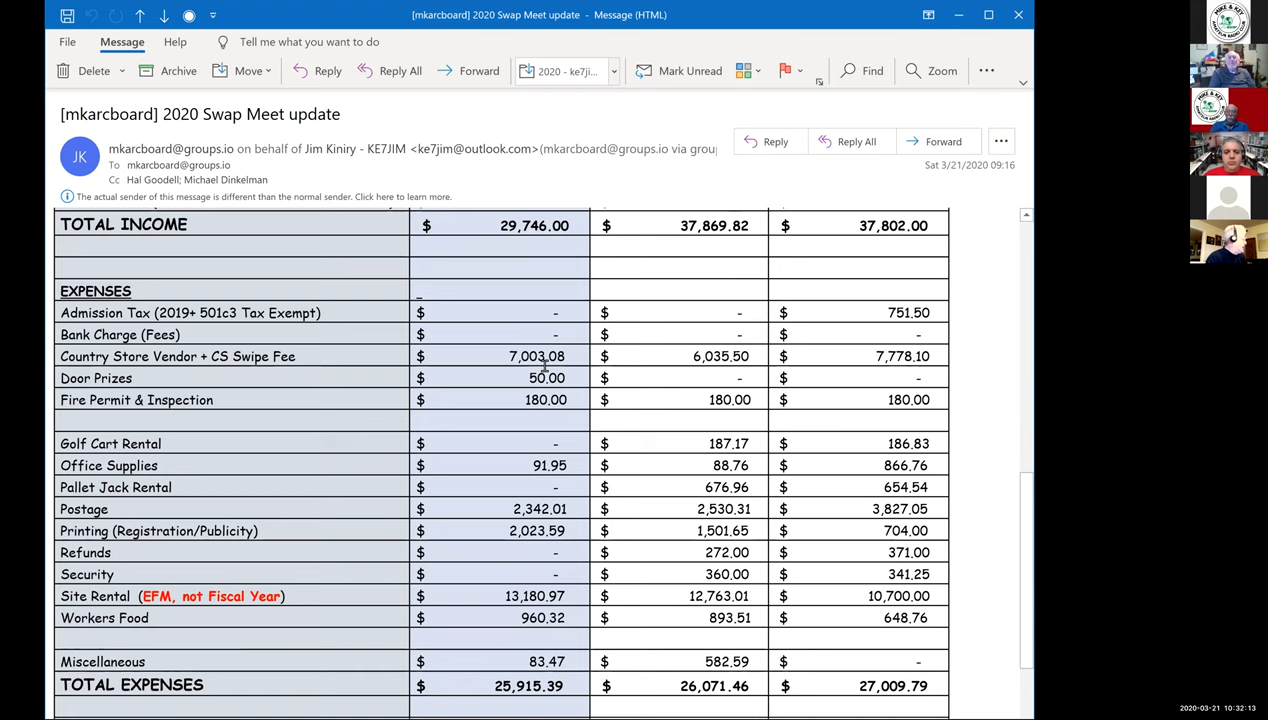 [mkarcboard] 2020 Swap Meet update - Message (HTML)
File Message Help Tell me what you want to do
Delete Archive Move Reply Reply All Forward 2020 - ke7ji... Mark Unread Find Zoom
[mkarcboard] 2020 Swap Meet update
JK
mkarcboard@groups.io on behalf of Jim Kiniry - KE7JIM <ke7jim@outlook.com> (mkarcboard@groups.io via grou
To mkarcboard@groups.io
Cc Hal Goodell; Michael Dinkelman
Reply Reply All Forward
Sat 3/21/2020 09:16
The actual sender of this message is different than the normal sender. Click here to learn more.
TOTAL INCOME $ 29,746.00 $ 37,869.82 $ 37,802.00
EXPENSES _
Admission Tax (2019+ 501c3 Tax Exempt) $ - $ - $ 751.50
Bank Charge (Fees) $ - $ - $ -
Country Store Vendor + CS Swipe Fee $ 7,003.08 $ 6,035.50 $ 7,778.10
Door Prizes $ 50.00 $ - $ -
Fire Permit & Inspection $ 180.00 $ 180.00 $ 180.00
Golf Cart Rental $ - $ 187.17 $ 186.83
Office Supplies $ 91.95 $ 88.76 $ 866.76
Pallet Jack Rental $ - $ 676.96 $ 654.54
Postage $ 2,342.01 $ 2,530.31 $ 3,827.05
Printing (Registration/Publicity) $ 2,023.59 $ 1,501.65 $ 704.00
Refunds $ - $ 272.00 $ 371.00
Security $ - $ 360.00 $ 341.25
Site Rental (EFM, not Fiscal Year) $ 13,180.97 $ 12,763.01 $ 10,700.00
Workers Food $ 960.32 $ 893.51 $ 648.76
Miscellaneous $ 83.47 $ 582.59 $ -
TOTAL EXPENSES $ 25,915.39 $ 26,071.46 $ 27,009.79
MIKE & KEY
AMATEUR RADIO CLUB
MIKE & KEY
2020-03-21 10:32:13